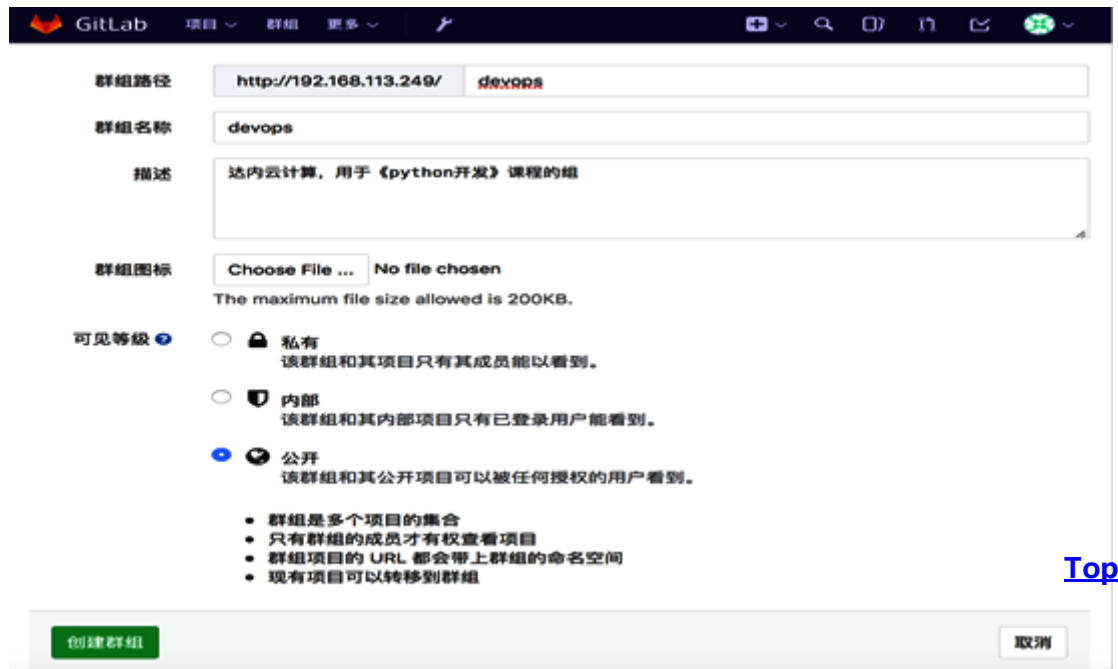 GitLab 项目 群组 更多
群组路径 http://192.168.113.249/ devops
群组名称 devops
描述 达内云计算，用于《python开发》课程的组
群组图标 Choose File ... No file chosen
The maximum file size allowed is 200KB.
可见等级 私有
该群组和其项目只有其成员能以看到。
内部
该群组和其内部项目只有已登录用户能看到。
公开
该群组和其公开项目可以被任何授权的用户看到。
群组是多个项目的集合
只有群组的成员才有权查看项目
群组项目的 URL 都会带上群组的命名空间
现有项目可以转移到群组
Top
创建群组 取消